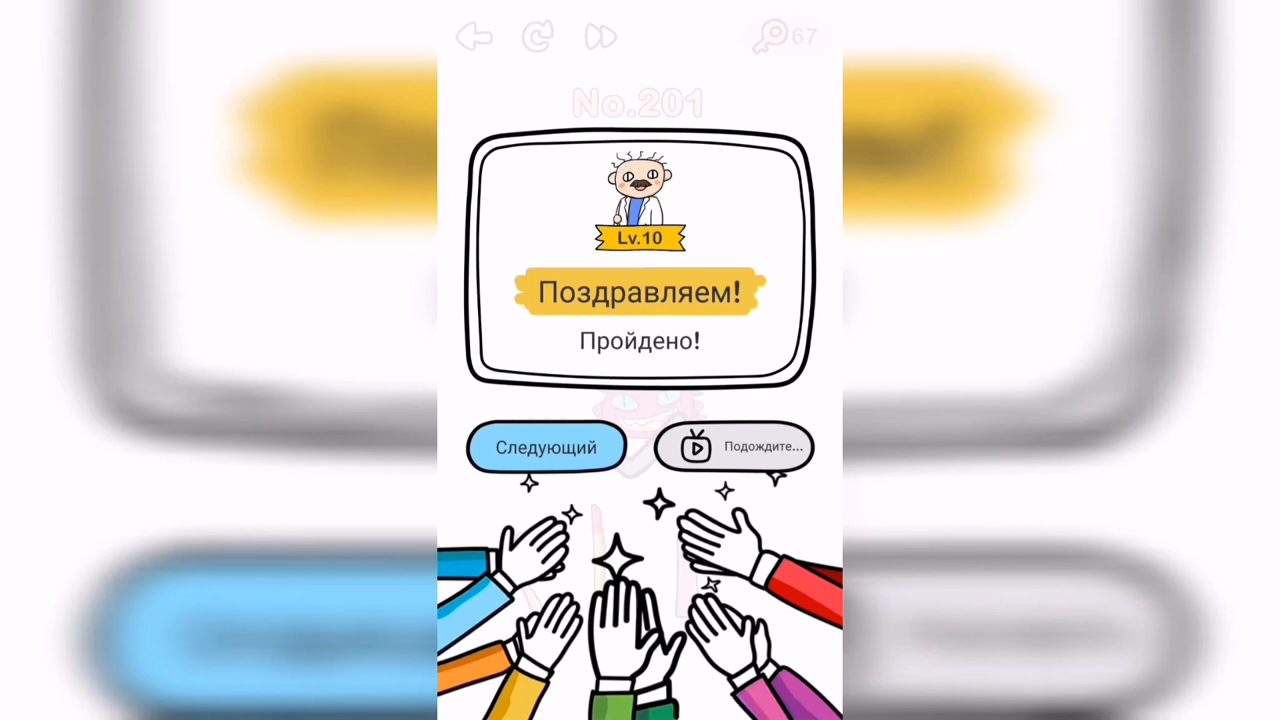 67
No.201
Lv.10
Поздравляем!
Пройдено!
Следующий
Подождите...